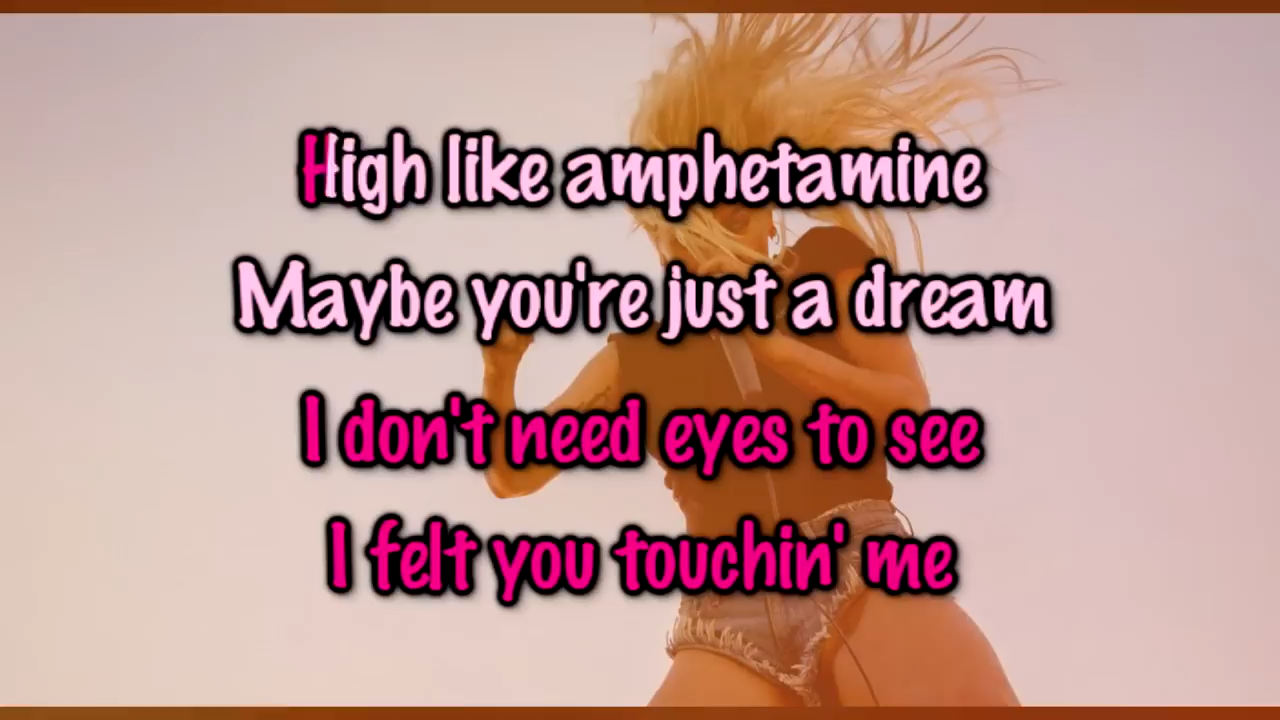 High like amphetamine
Maybe you're just a dream
I don't need eyes to see
I felt you touchin' me